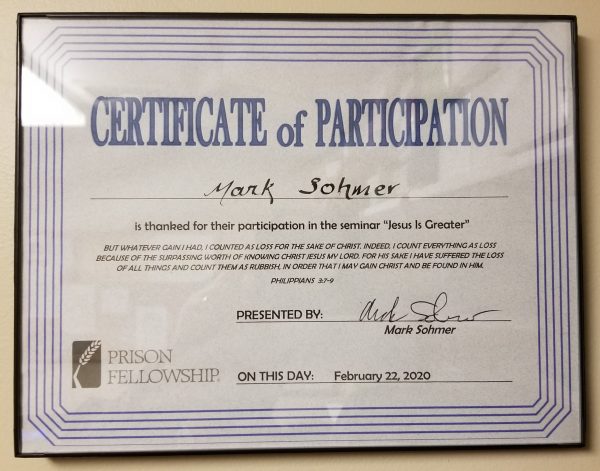 CERTIFICATE of PARTICIPATION
Mark Sohmer
is thanked for their participation in the seminar "Jesus Is Greater"
BUT WHATEVER GAIN I HAD, I COUNTED AS LOSS FOR THE SAKE OF CHRIST. INDEED, I COUNT EVERYTHING AS LOSS
BECAUSE OF THE SURPASSING WORTH OF KNOWING CHRIST JESUS MY LORD. FOR HIS SAKE I HAVE SUFFERED THE LOSS
OF ALL THINGS AND COUNT THEM AS RUBBISH, IN ORDER THAT I MAY GAIN CHRIST AND BE FOUND IN HIM.
PHILIPPIANS 3:7-9
PRESENTED BY: Mark Sohmer
Mark Sohmer
PRISON
FELLOWSHIP®
ON THIS DAY: February 22, 2020